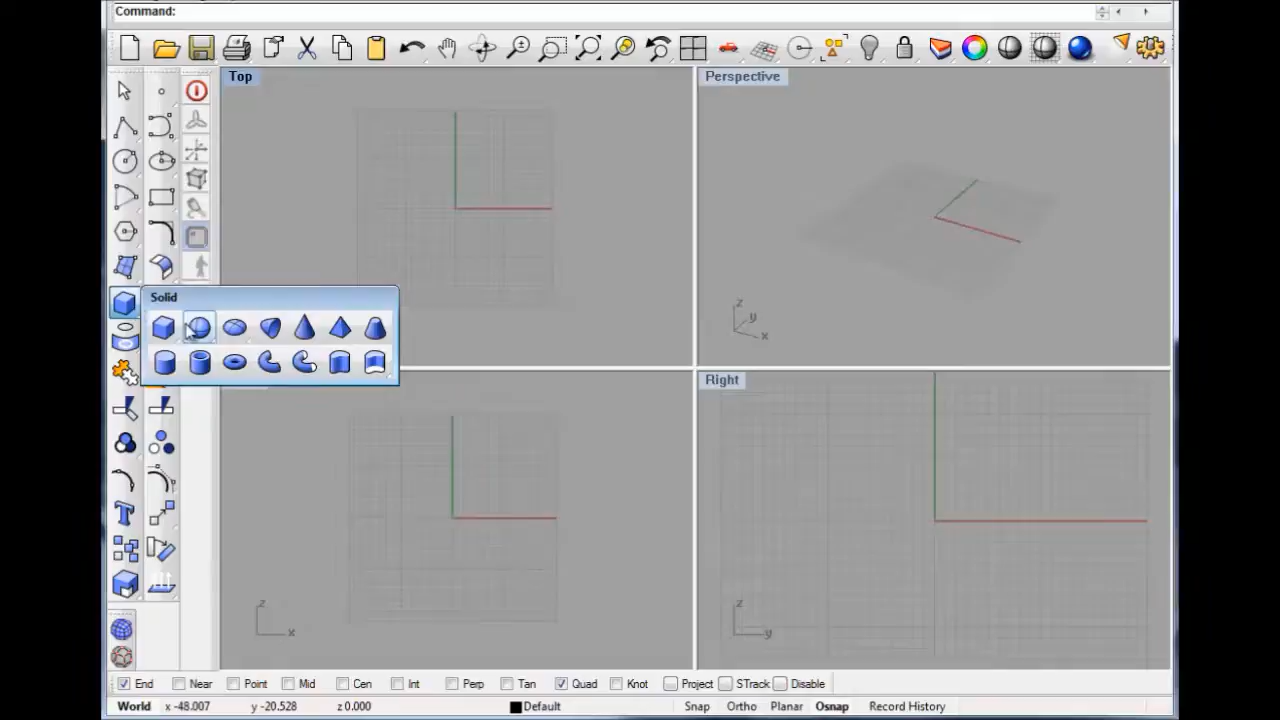 Command:
Top
Perspective
z
y
x
Solid
Right
z
x
z
y
End Near Point Mid Cen Int Perp Tan Quad Knot Project STrack Disable
World x -48.007 y -20.528 z 0.000 Default Snap Ortho Planar Osnap Record History